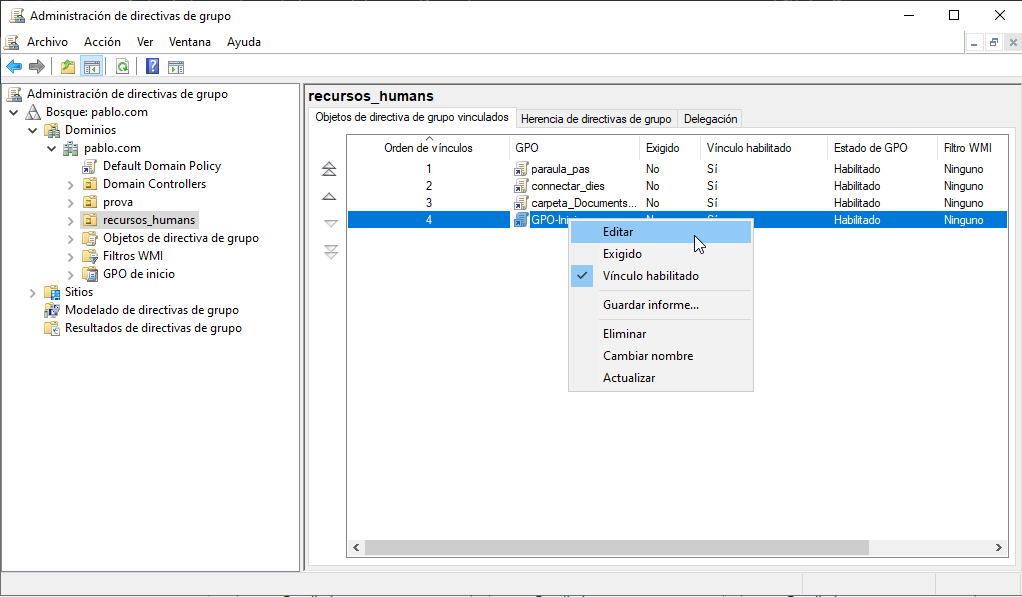 Administración de directivas de grupo
Archivo Acción Ver Ventana Ayuda
Administración de directivas de grupo
Bosque: pablo.com
Dominios
pablo.com
Default Domain Policy
Domain Controllers
prova
recursos_humans
Objetos de directiva de grupo
Filtros WMI
GPO de inicio
Sitios
Modelado de directivas de grupo
Resultados de directivas de grupo
recursos_humans
Objetos de directiva de grupo vinculados Herencia de directivas de grupo Delegación
Orden de vínculos GPO Exigido Vínculo habilitado Estado de GPO Filtro WMI
1 paraula_pas No Sí Habilitado Ninguno
2 connectar_dies No Sí Habilitado Ninguno
3 carpeta_Documents... No Sí Habilitado Ninguno
4 Habilitado Ninguno
Editar
Exigido
Vínculo habilitado
Guardar informe...
Eliminar
Cambiar nombre
Actualizar